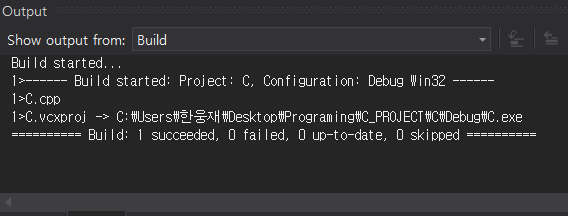 Output
Show output from: Build
Build started...
1>------ Build started: Project: C, Configuration: Debug Win32 ------
1>C.cpp
1>C.vcxproj -> C:₩Users₩한웅재₩Desktop₩Programing₩C_PROJECT₩C₩Debug₩C.exe
========== Build: 1 succeeded, 0 failed, 0 up-to-date, 0 skipped ==========